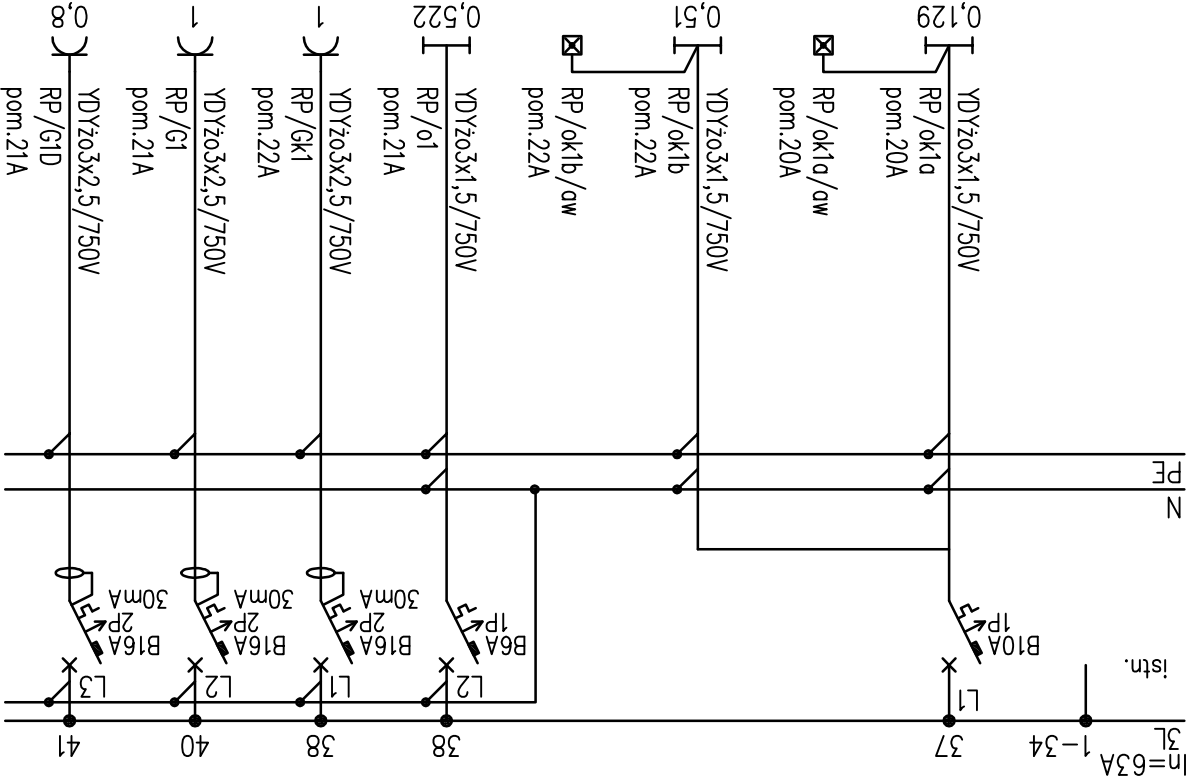 In=63A
3L
1-34
istn.
37
L1
B10A
1P
38
L2
B6A
1P
38
L1
B16A
2P
30mA
40
L2
B16A
2P
30mA
41
L3
B16A
2P
30mA
N
PE
YDYżo3x1,5/750V
RP/ok1a
pom.20A
0,129
RP/ok1a/aw
pom.20A
YDYżo3x1,5/750V
RP/ok1b
pom.22A
0,51
RP/ok1b/aw
pom.22A
YDYżo3x1,5/750V
RP/o1
pom.21A
0,522
YDYżo3x2,5/750V
RP/Gk1
pom.22A
1
YDYżo3x2,5/750V
RP/G1
pom.21A
1
YDYżo3x2,5/750V
RP/G1D
pom.21A
0,8